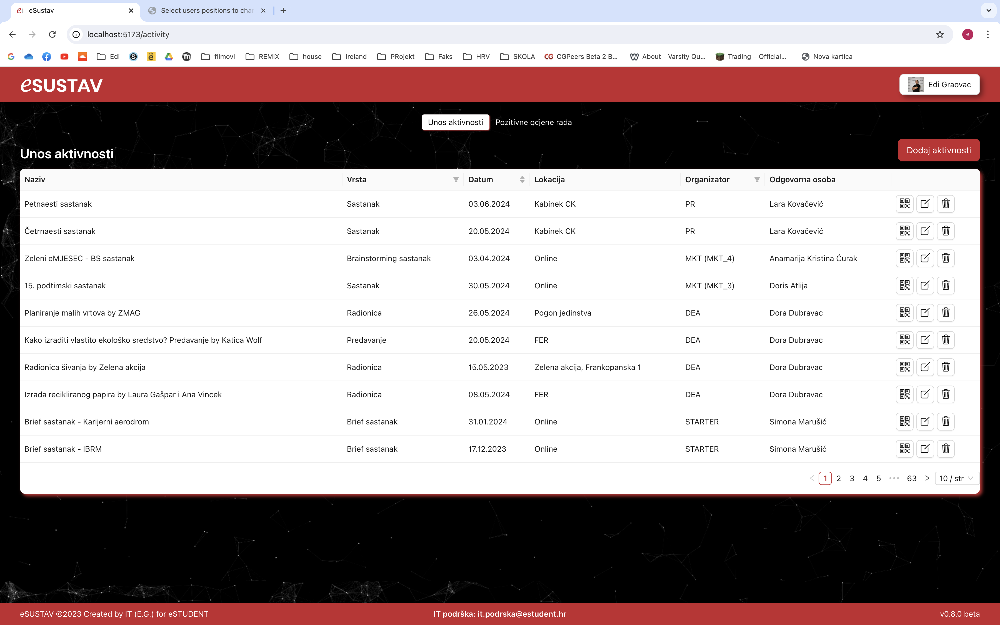 eSustav
Select users positions to char
localhost:5173/activity
Edi filmovi REMIX house Ireland PRojekt Faks HRV SKOLA CGPeers Beta 2 B... About - Varsity Qu... Trading – Official... Nova kartica
eSUSTAV
Edi Graovac
Unos aktivnosti Pozitivne ocjene rada
Unos aktivnosti
Dodaj aktivnosti
Naziv Vrsta Datum Lokacija Organizator Odgovorna osoba
Petnaesti sastanak Sastanak 03.06.2024 Kabinek CK PR Lara Kovačević
Četrnaesti sastanak Sastanak 20.05.2024 Kabinek CK PR Lara Kovačević
Zeleni eMJESEC - BS sastanak Brainstorming sastanak 03.04.2024 Online MKT (MKT_4) Anamarija Kristina Ćurak
15. podtimski sastanak Sastanak 30.05.2024 Online MKT (MKT_3) Doris Atlija
Planiranje malih vrtova by ZMAG Radionica 26.05.2024 Pogon jedinstva DEA Dora Dubravac
Kako izraditi vlastito ekološko sredstvo? Predavanje by Katica Wolf Predavanje 20.05.2024 FER DEA Dora Dubravac
Radionica šivanja by Zelena akcija Radionica 15.05.2023 Zelena akcija, Frankopanska 1 DEA Dora Dubravac
Izrada recikliranog papira by Laura Gašpar i Ana Vincek Radionica 08.05.2024 FER DEA Dora Dubravac
Brief sastanak - Karijerni aerodrom Brief sastanak 31.01.2024 Online STARTER Simona Marušić
Brief sastanak - IBRM Brief sastanak 17.12.2023 Online STARTER Simona Marušić
1 2 3 4 5 ••• 63 10 / str
eSUSTAV ©2023 Created by IT (E.G.) for eSTUDENT
IT podrška: it.podrska@estudent.hr
v0.8.0 beta